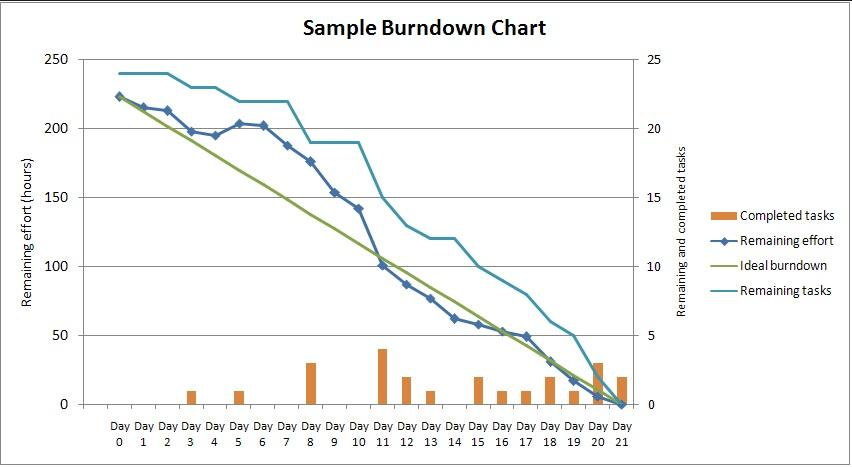 Sample Burndown Chart
250
200
150
100
50
0
Remaining effort (hours)
25
20
15
10
5
0
Remaining and completed tasks
Completed tasks
Remaining effort
Ideal burndown
Remaining tasks
Day Day Day Day Day Day Day Day Day Day Day Day Day Day Day Day Day Day Day Day Day Day
0 1 2 3 4 5 6 7 8 9 10 11 12 13 14 15 16 17 18 19 20 21